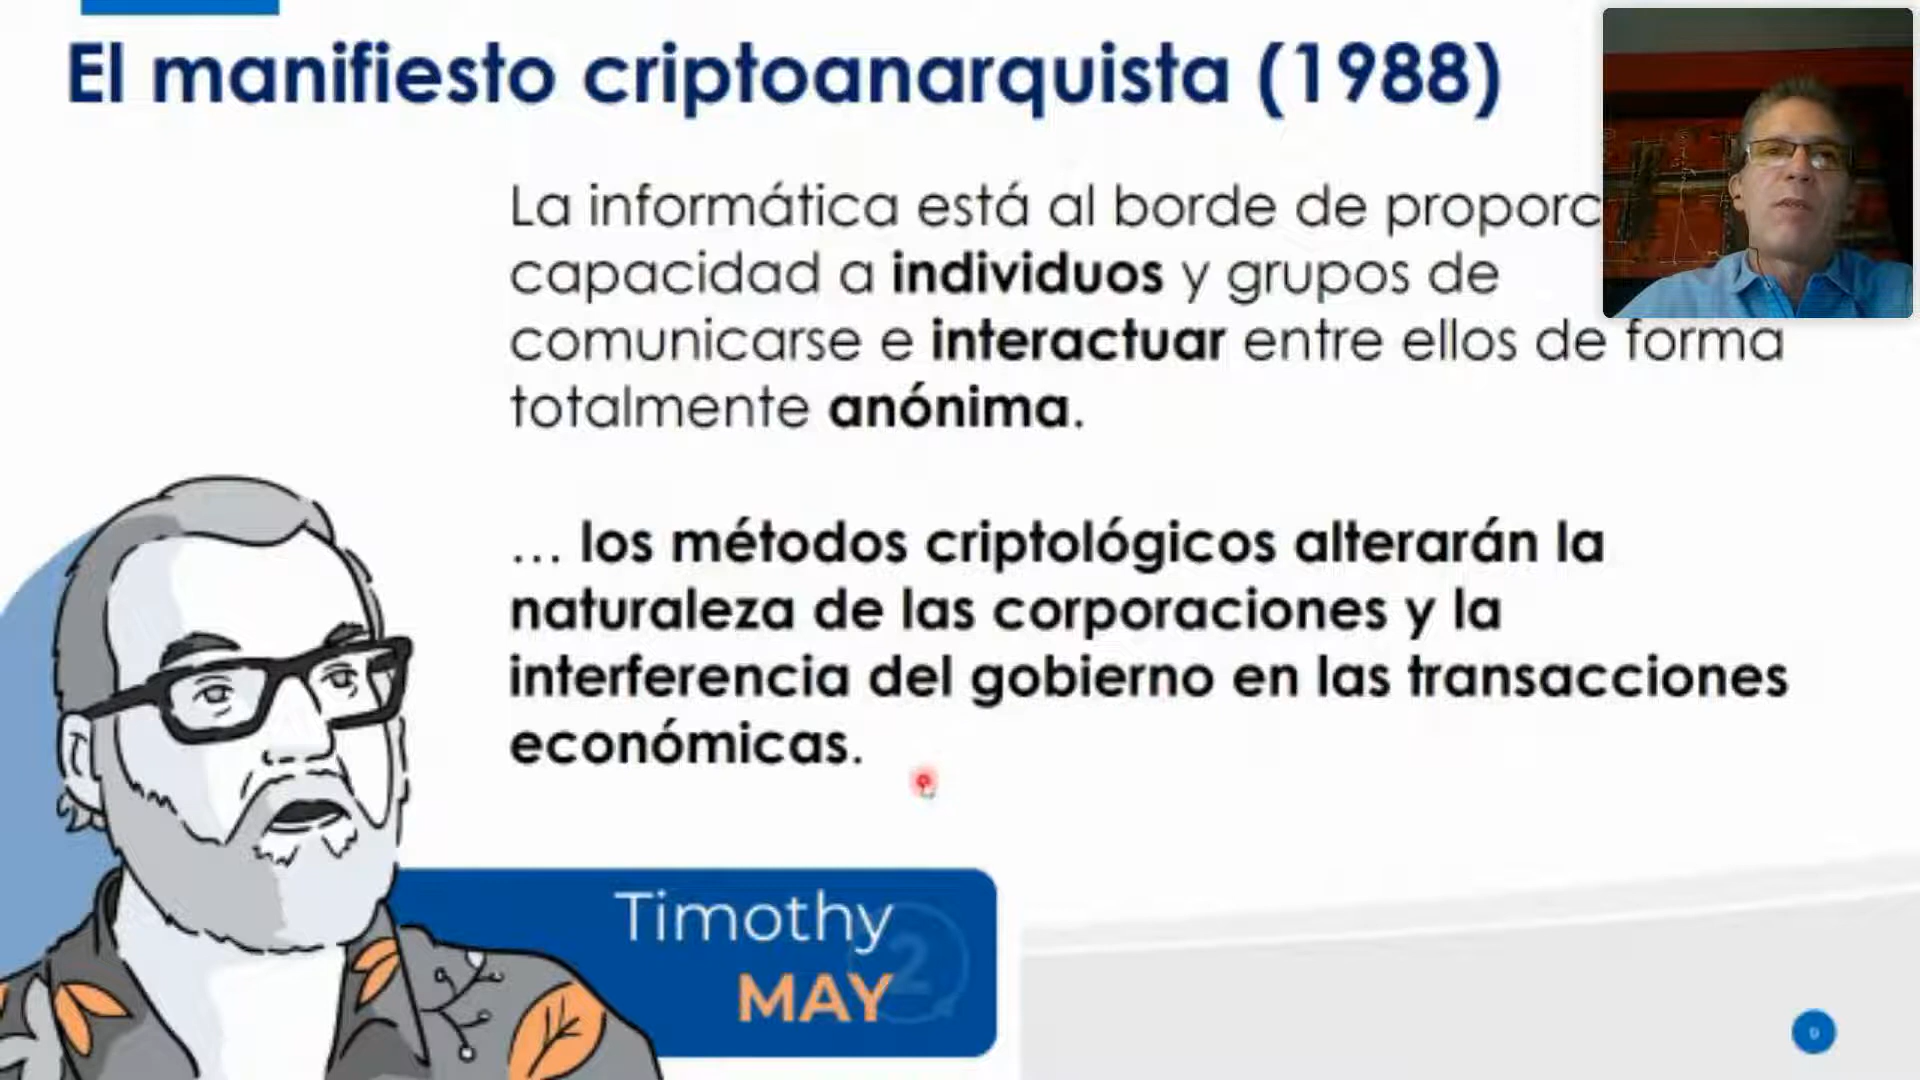 El manifiesto criptoanarquista (1988)
La informática está al borde de proporc
capacidad a individuos y grupos de
comunicarse e interactuar entre ellos de forma
totalmente anónima.
... los métodos criptológicos alterarán la
naturaleza de las corporaciones y la
interferencia del gobierno en las transacciones
económicas.
Timothy
MAY
2
9